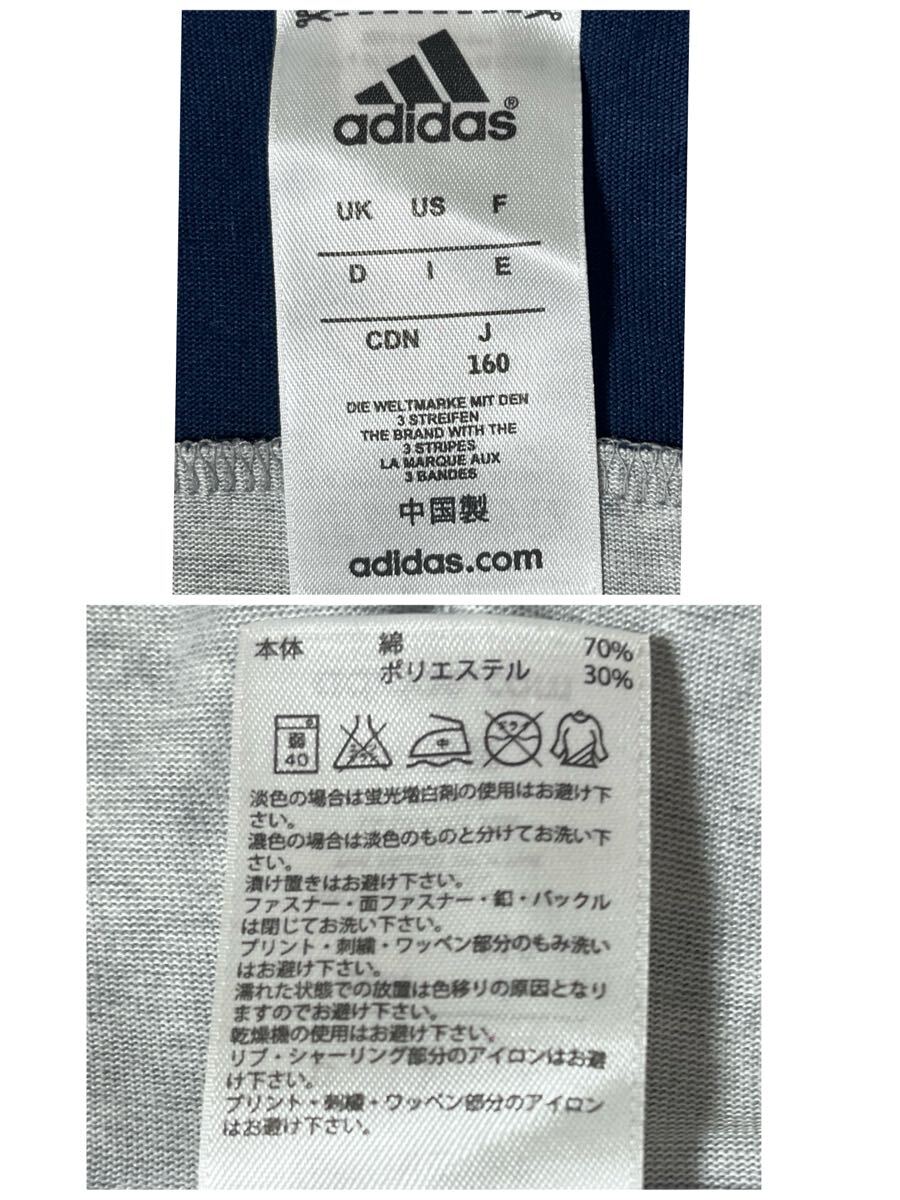 adidas®
UK US F
D I E
CDN J
160
DIE WELTMARKE MIT DEN
3 STREIFEN
THE BRAND WITH THE
3 STRIPES
LA MARQUE AUX
3 BANDES
中国製
adidas.com
本体 綿 70%
ポリエステル 30%
弱 中
40
淡色の場合は蛍光増白剤の使用はお避け下
さい。
濃色の場合は淡色のものと分けてお洗い下
さい。
漬け置きはお避け下さい。
ファスナー・面ファスナー・釦・バックル
は閉じてお洗い下さい。
プリント・刺繍・ワッペン部分のもみ洗い
はお避け下さい。
濡れた状態での放置は色移りの原因となり
ますのでお避け下さい。
乾燥機の使用はお避け下さい。
リブ・シャーリング部分のアイロンはお避
け下さい。
プリント・刺繍・ワッペン部分のアイロン
はお避け下さい。